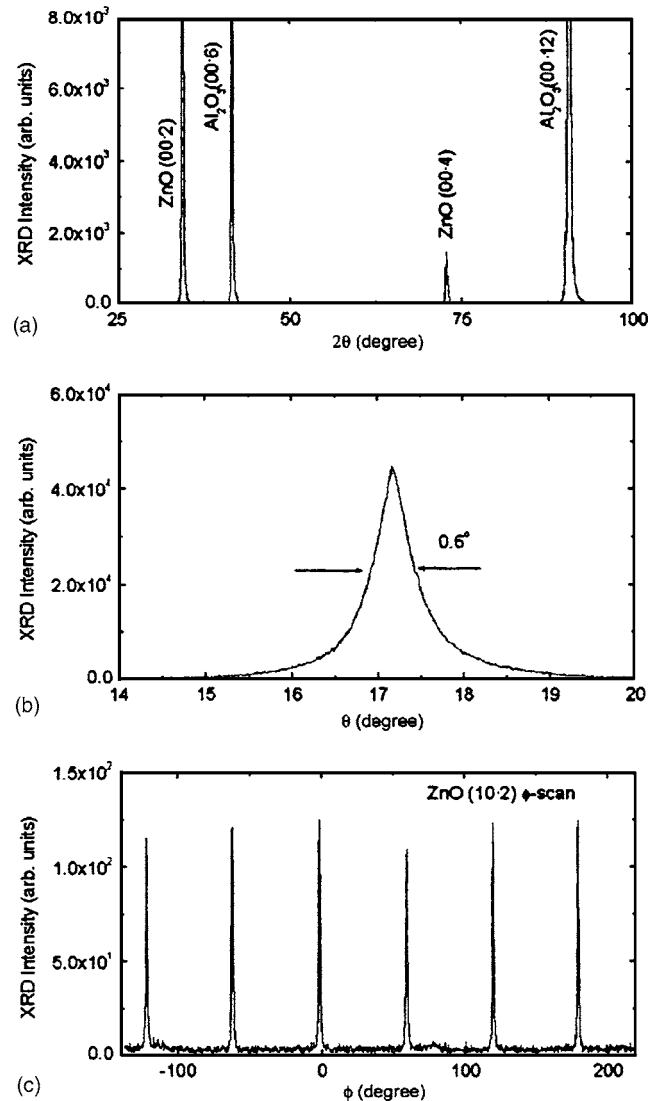 8.0x10³
6.0x10³
4.0x10³
2.0x10³
0.0
XRD Intensity (arb. units)
ZnO (00·2)
Al₂O₃(00·6)
ZnO (00·4)
Al₂O₃(00·12)
25 50 75 100
2θ (degree)
(a)
6.0x10⁴
4.0x10⁴
2.0x10⁴
0.0
XRD Intensity (arb. units)
0.6°
14 15 16 17 18 19 20
θ (degree)
(b)
1.5x10²
1.0x10²
5.0x10¹
0.0
XRD Intensity (arb. units)
ZnO (10·2) ϕ-scan
-100 0 100 200
ϕ (degree)
(c)